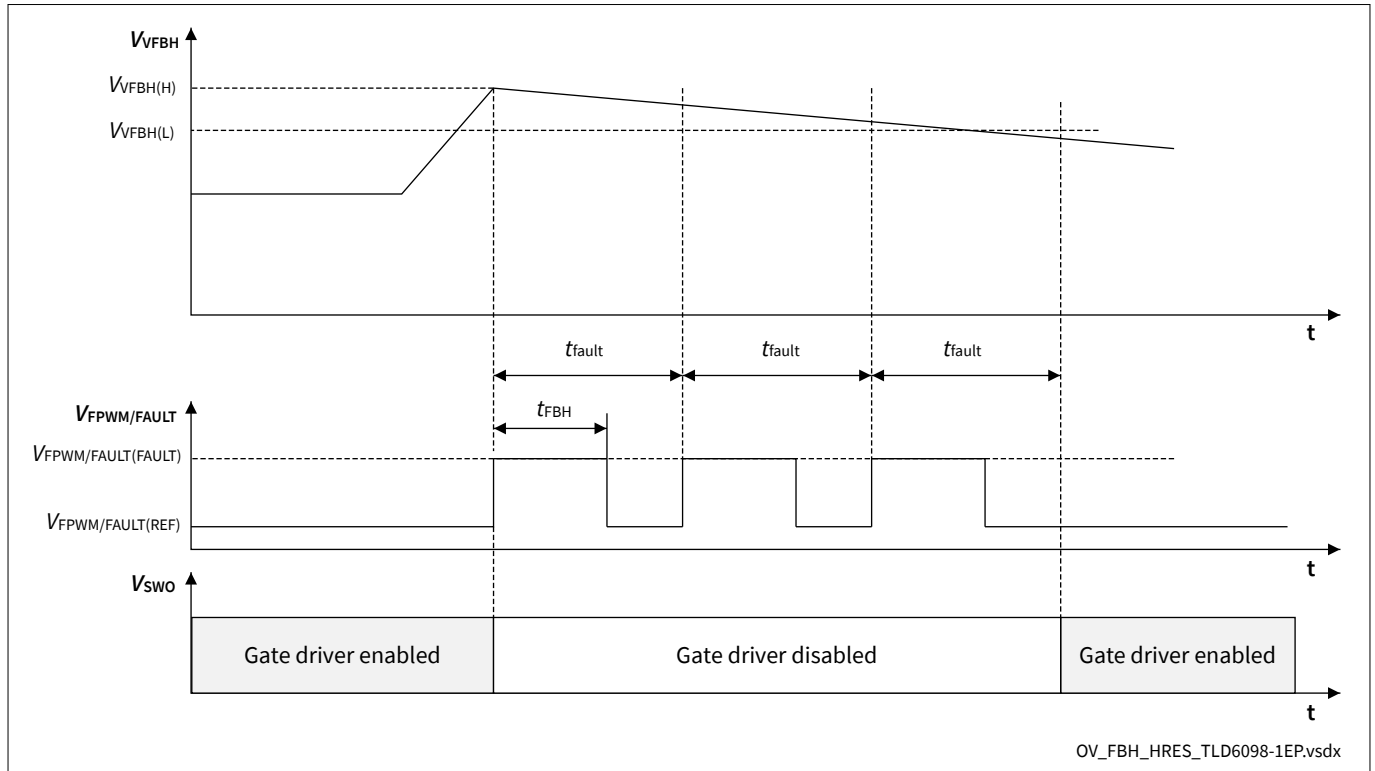 VVFBH
VVFBH(H)
VVFBH(L)
t
tfault tfault tfault
VFPWM/FAULT
tFBH
VFPWM/FAULT(FAULT)
VFPWM/FAULT(REF)
t
VSWO
Gate driver enabled Gate driver disabled Gate driver enabled
t
OV_FBH_HRES_TLD6098-1EP.vsdx